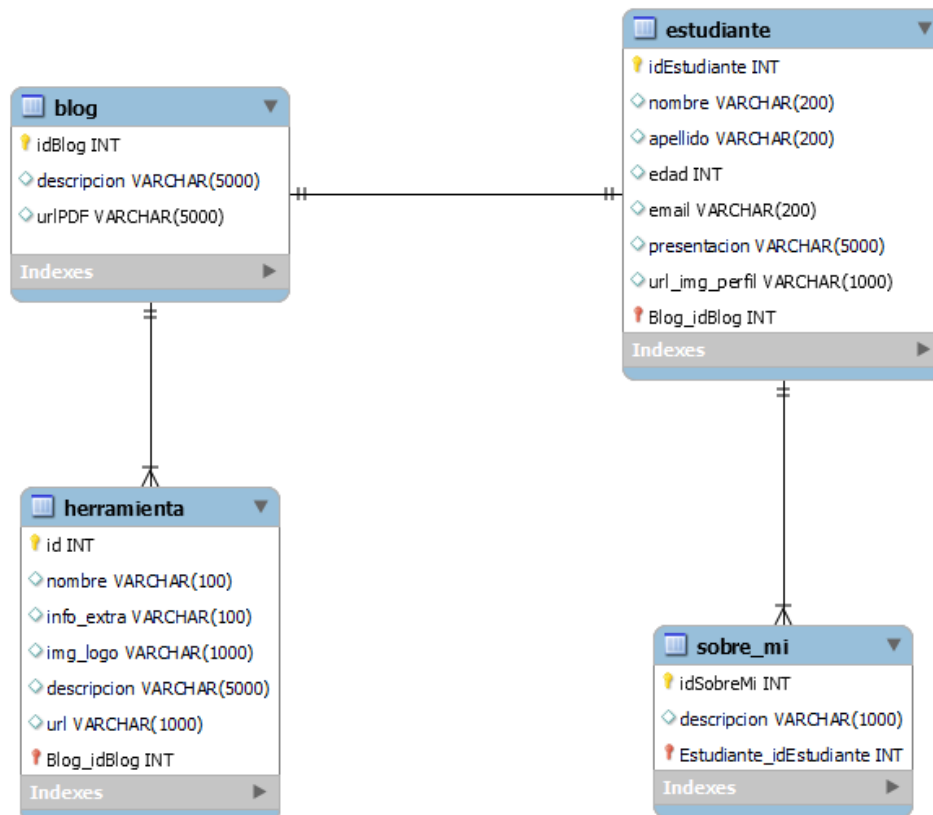 blog
idBlog INT
descripcion VARCHAR(5000)
urlPDF VARCHAR(5000)
Indexes
estudiante
idEstudiante INT
nombre VARCHAR(200)
apellido VARCHAR(200)
edad INT
email VARCHAR(200)
presentacion VARCHAR(5000)
url_img_perfil VARCHAR(1000)
Blog_idBlog INT
Indexes
herramienta
id INT
nombre VARCHAR(100)
info_extra VARCHAR(100)
img_logo VARCHAR(1000)
descripcion VARCHAR(5000)
url VARCHAR(1000)
Blog_idBlog INT
Indexes
sobre_mi
idSobreMi INT
descripcion VARCHAR(1000)
Estudiante_idEstudiante INT
Indexes